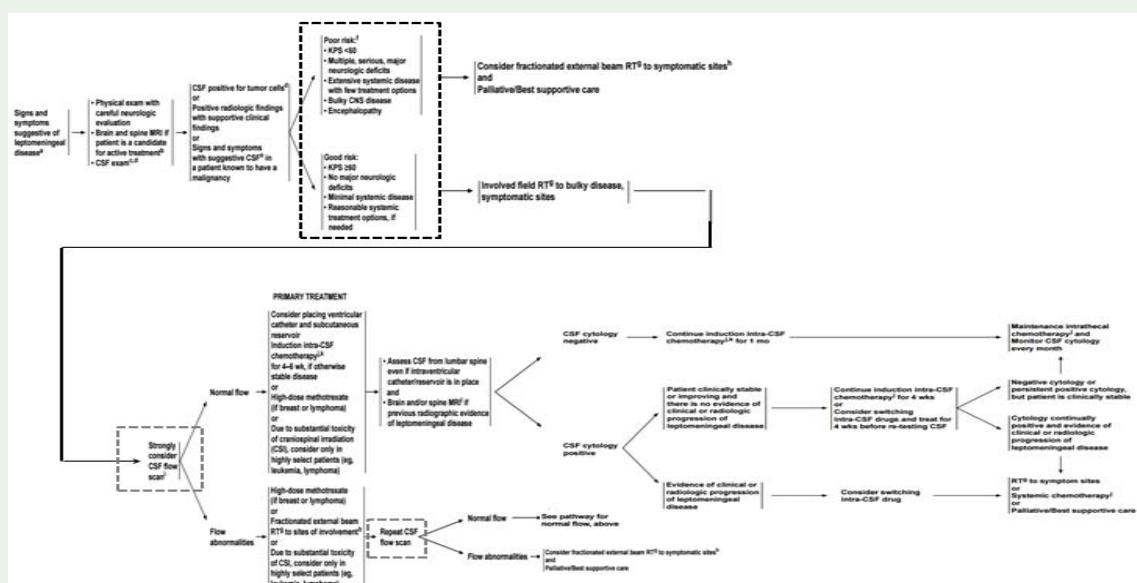 Signs and
symptoms
suggestive of
leptomeningeal
disease
• Physical exam with
careful neurologic
evaluation
• Brain and spine MRI if
patient is a candidate
for active treatment
• CSF exam
CSF positive for tumor cells
or
Positive radiologic findings
with supportive clinical
findings
or
Signs and symptoms
with suggestive CSF in
a patient known to have a
malignancy
Poor risk:
• KPS <60
• Multiple, serious, major
neurologic deficits
• Extensive systemic disease
with few treatment options
• Bulky CNS disease
• Encephalopathy
Consider fractionated external beam RT to symptomatic sites
and
Palliative/Best supportive care
Good risk:
• KPS ≥60
• No major neurologic
deficits
• Minimal systemic disease
• Reasonable systemic
treatment options, if
needed
Involved field RT to bulky disease,
symptomatic sites
Strongly
consider
CSF flow
scan
Normal flow
PRIMARY TREATMENT
Consider placing ventricular
catheter and subcutaneous
reservoir
Induction intra-CSF
chemotherapy
for 4–6 wk, if otherwise
stable disease
or
High-dose methotrexate
(if breast or lymphoma)
or
Due to substantial toxicity
of craniospinal irradiation
(CSI), consider only in
highly select patients (eg,
leukemia, lymphoma)
• Assess CSF from lumbar spine
even if intraventricular
catheter/reservoir is in place
and
• Brain and/or spine MRI if
previous radiographic evidence
of leptomeningeal disease
CSF cytology
negative
Continue induction intra-CSF
chemotherapy for 1 mo
Maintenance intrathecal
chemotherapy and
Monitor CSF cytology
every month
CSF cytology
positive
Patient clinically stable
or improving and
there is no evidence of
clinical or radiologic
progression of
leptomeningeal disease
Continue induction intra-CSF
chemotherapy for 4 wks
or
Consider switching
intra-CSF drugs and treat for
4 wks before re-testing CSF
Negative cytology or
persistent positive cytology,
but patient is clinically stable
Cytology continually
positive and evidence of
clinical or radiologic
progression of
leptomeningeal disease
Evidence of clinical or
radiologic progression
of leptomeningeal
disease
Consider switching
intra-CSF drug
RT to symptom sites
or
Systemic chemotherapy
or
Palliative/Best supportive care
Flow
abnormalities
High-dose methotrexate
(if breast or lymphoma)
or
Fractionated external beam
RT to sites of involvement
or
Due to substantial toxicity
of CSI, consider only in
highly select patients (eg,
Repeat CSF
flow scan
Normal flow
See pathway for
normal flow, above
Flow abnormalities
Consider fractionated external beam RT to symptomatic sites
and
Palliative/Best supportive care